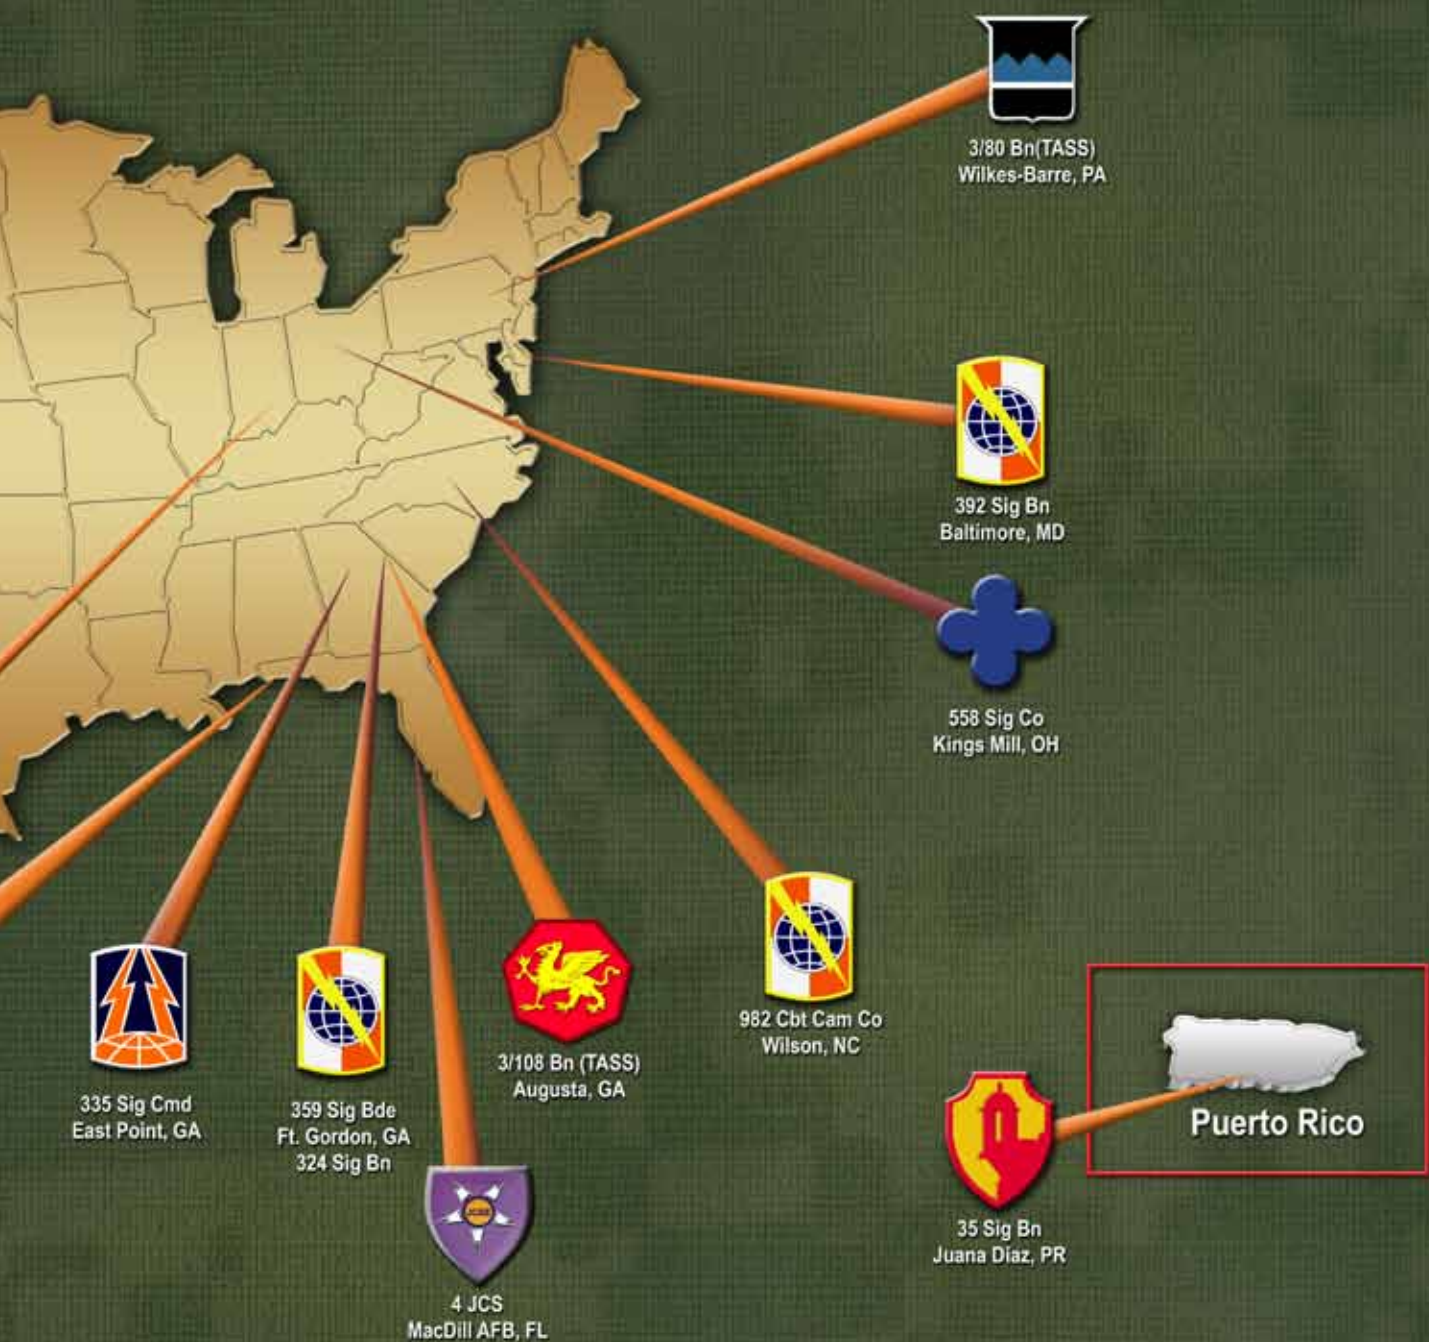 3/80 Bn(TASS)
Wilkes-Barre, PA
392 Sig Bn
Baltimore, MD
558 Sig Co
Kings Mill, OH
982 Cbt Cam Co
Wilson, NC
3/108 Bn (TASS)
Augusta, GA
335 Sig Cmd
East Point, GA
359 Sig Bde
Ft. Gordon, GA
324 Sig Bn
Puerto Rico
35 Sig Bn
Juana Diaz, PR
4 JCS
MacDill AFB, FL